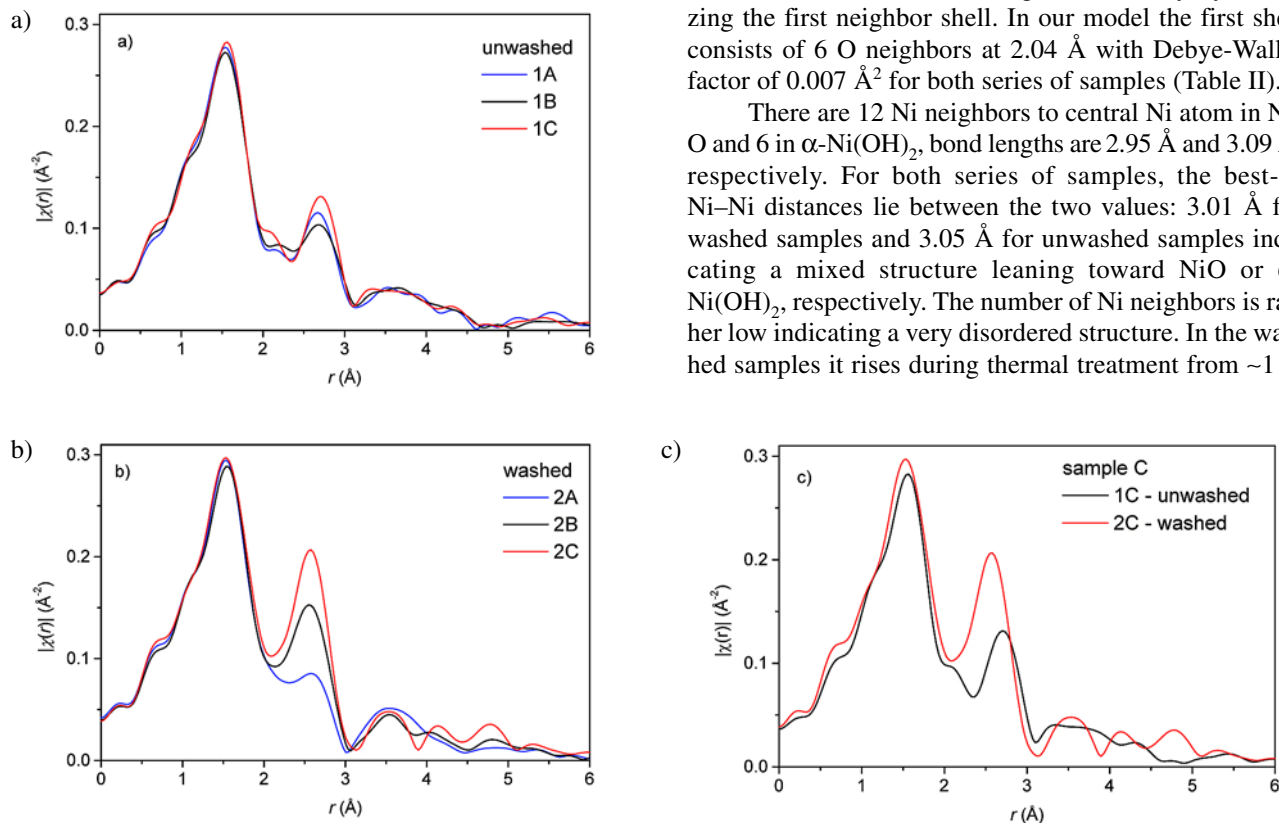 a)
a)
unwashed
1A
1B
1C
0.3
0.2
0.1
0.0
|χ(r)| (Å⁻²)
0 1 2 3 4 5 6
r (Å)
zing the first neighbor shell. In our model the first she
consists of 6 O neighbors at 2.04 Å with Debye-Wall
factor of 0.007 Å² for both series of samples (Table II).
There are 12 Ni neighbors to central Ni atom in N
O and 6 in α-Ni(OH)₂, bond lengths are 2.95 Å and 3.09
respectively. For both series of samples, the best-
Ni–Ni distances lie between the two values: 3.01 Å f
washed samples and 3.05 Å for unwashed samples ind
cating a mixed structure leaning toward NiO or
Ni(OH)₂, respectively. The number of Ni neighbors is ra
her low indicating a very disordered structure. In the wa
hed samples it rises during thermal treatment from ~1
b)
b)
washed
2A
2B
2C
0.3
0.2
0.1
0.0
|χ(r)| (Å⁻²)
0 1 2 3 4 5 6
r (Å)
c)
c)
sample C
1C - unwashed
2C - washed
0.3
0.2
0.1
0.0
|χ(r)| (Å⁻²)
0 1 2 3 4 5 6
r (Å)